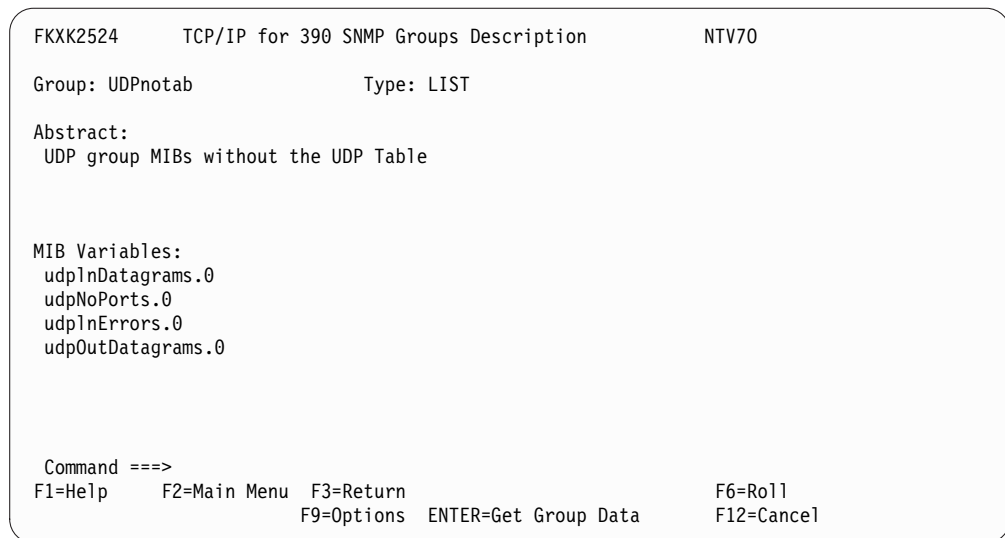 FKXK2524 TCP/IP for 390 SNMP Groups Description NTV70
Group: UDPnotab Type: LIST
Abstract:
UDP group MIBs without the UDP Table
MIB Variables:
udplnDatagrams.0
udpNoPorts.0
udplnErrors.0
udpOutDatagrams.0
Command ===>
F1=Help F2=Main Menu F3=Return F6=Roll
F9=Options ENTER=Get Group Data F12=Cancel